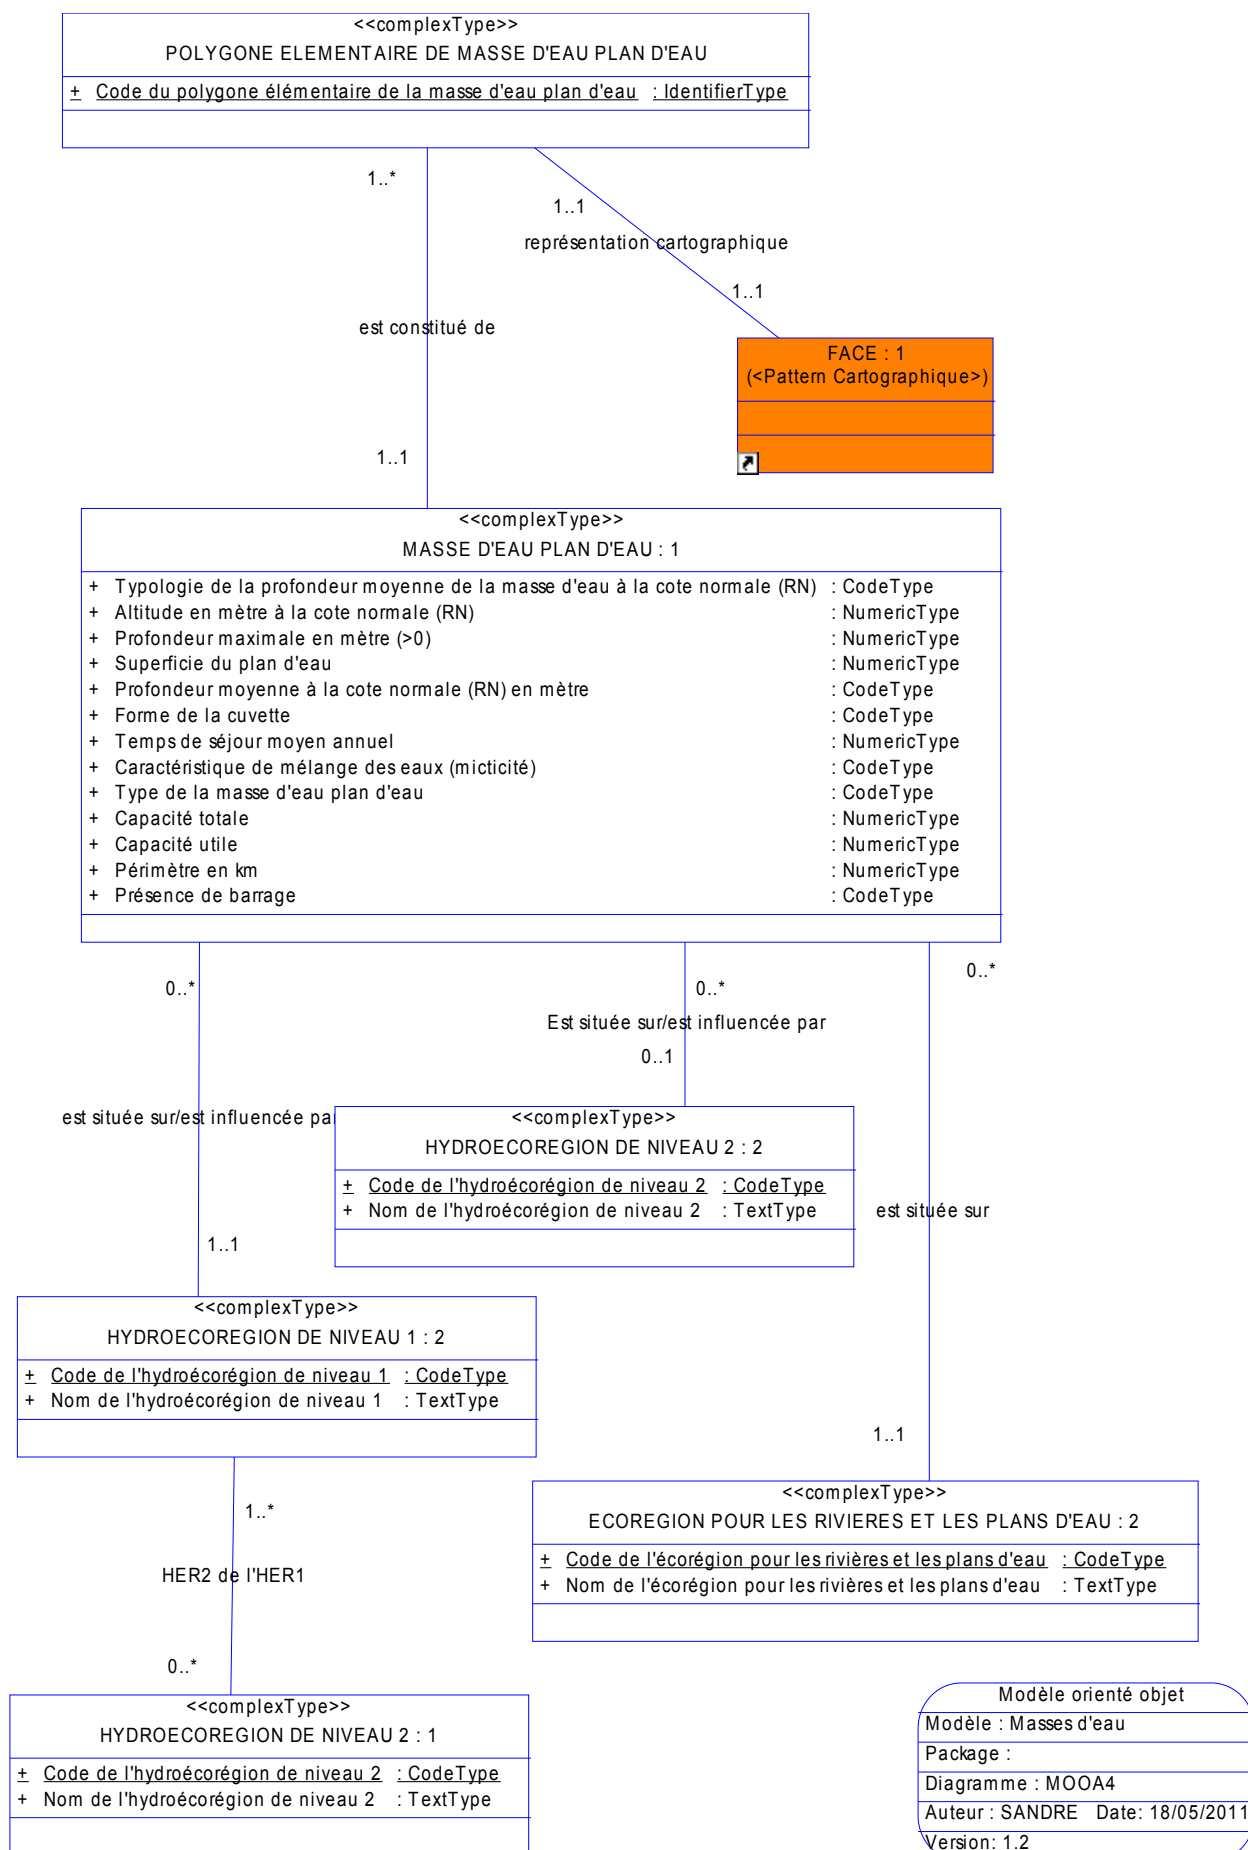 <<complexType>>
POLYGONE ELEMENTAIRE DE MASSE D'EAU PLAN D'EAU
+ Code du polygone élémentaire de la masse d'eau plan d'eau : IdentifierType
1..*
1..1
représentation cartographique
1..1
est constitué de
FACE : 1
(<Pattern Cartographique>)
1..1
<<complexType>>
MASSE D'EAU PLAN D'EAU : 1
+ Typologie de la profondeur moyenne de la masse d'eau à la cote normale (RN) : CodeType
+ Altitude en mètre à la cote normale (RN) : NumericType
+ Profondeur maximale en mètre (>0) : NumericType
+ Superficie du plan d'eau : NumericType
+ Profondeur moyenne à la cote normale (RN) en mètre : CodeType
+ Forme de la cuvette : CodeType
+ Temps de séjour moyen annuel : NumericType
+ Caractéristique de mélange des eaux (micticité) : CodeType
+ Type de la masse d'eau plan d'eau : CodeType
+ Capacité totale : NumericType
+ Capacité utile : NumericType
+ Périmètre en km : NumericType
+ Présence de barrage : CodeType
0..*
0..*
0..*
Est située sur/est influencée par
0..1
est située sur/est influencée par
<<complexType>>
HYDROECOREGION DE NIVEAU 2 : 2
+ Code de l'hydroécorégion de niveau 2 : CodeType
+ Nom de l'hydroécorégion de niveau 2 : TextType
est située sur
1..1
<<complexType>>
HYDROECOREGION DE NIVEAU 1 : 2
+ Code de l'hydroécorégion de niveau 1 : CodeType
+ Nom de l'hydroécorégion de niveau 1 : TextType
1..1
1..*
<<complexType>>
ECOREGION POUR LES RIVIERES ET LES PLANS D'EAU : 2
+ Code de l'écorégion pour les rivières et les plans d'eau : CodeType
+ Nom de l'écorégion pour les rivières et les plans d'eau : TextType
HER2 de l'HER1
0..*
<<complexType>>
HYDROECOREGION DE NIVEAU 2 : 1
+ Code de l'hydroécorégion de niveau 2 : CodeType
+ Nom de l'hydroécorégion de niveau 2 : TextType
Modèle orienté objet
Modèle : Masses d'eau
Package :
Diagramme : MOOA4
Auteur : SANDRE Date: 18/05/2011
Version: 1.2